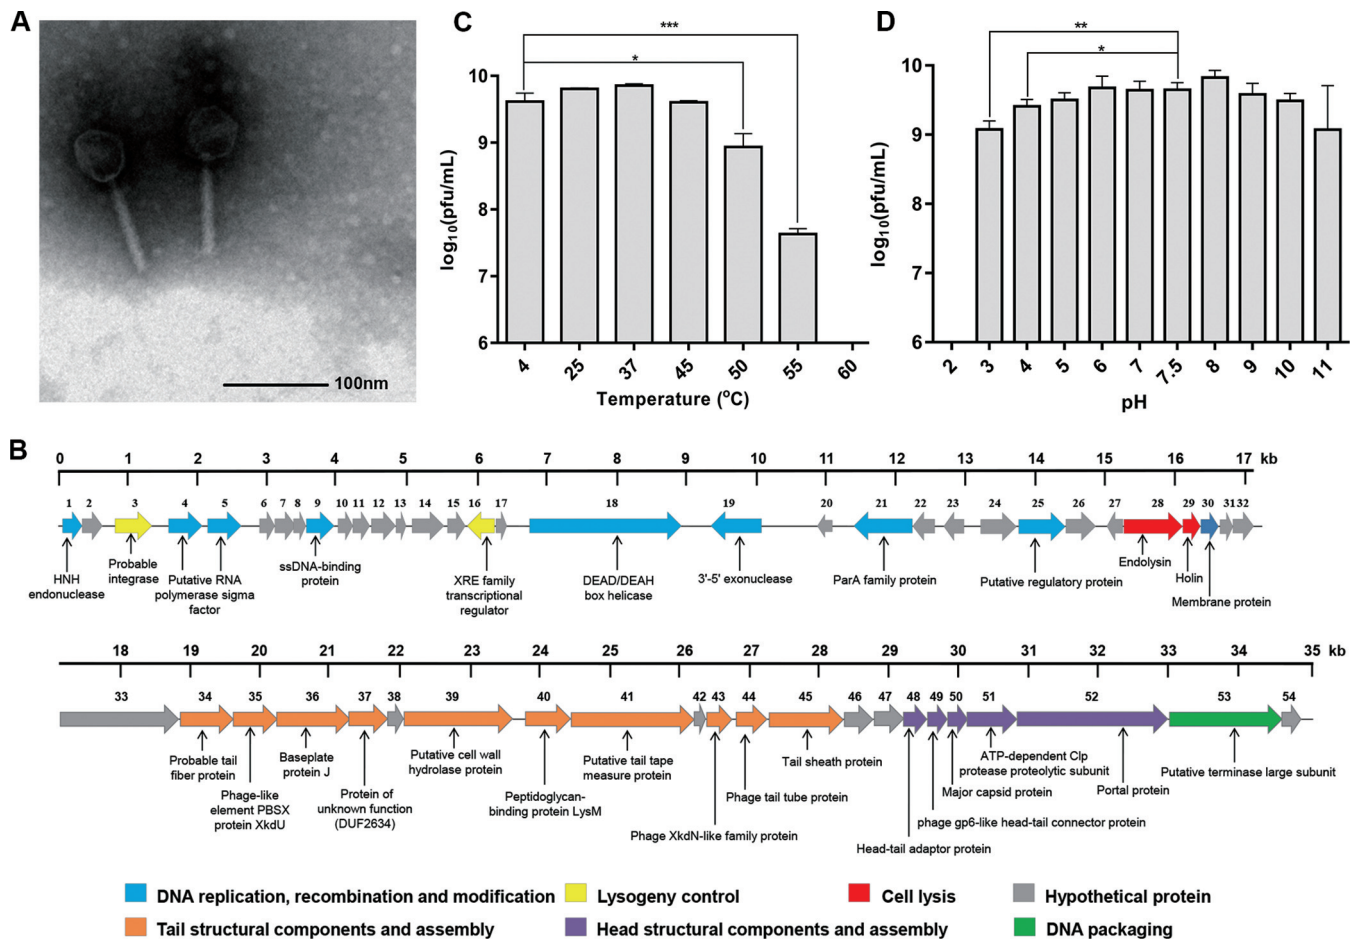 A
100nm
C
***
*
log10(pfu/mL)
10
9
8
7
6
4
25
37
45
50
55
60
Temperature (oC)
D
**
*
log10(pfu/mL)
10
9
8
7
6
2
3
4
5
6
7
7.5
8
9
10
11
pH
B
0 1 2 3 4 5 6 7 8 9 10 11 12 13 14 15 16 17 kb
1 2 3 4 5 6 7 8 9 10 11 12 13 14 15 16 17 18 19 20 21 22 23 24 25 26 27 28 29 30 31 32
HNH
endonuclease
Probable
integrase
Putative RNA
polymerase sigma
factor
ssDNA-binding
protein
XRE family
transcriptional
regulator
DEAD/DEAH
box helicase
3'-5' exonuclease
ParA family protein
Putative regulatory protein
Endolysin
Holin
Membrane protein
18 19 20 21 22 23 24 25 26 27 28 29 30 31 32 33 34 35 kb
33 34 35 36 37 38 39 40 41 42 43 44 45 46 47 48 49 50 51 52 53 54
Probable tail
fiber protein
Phage-like
element PBSX
protein XkdU
Baseplate
protein J
Protein of
unknown function
(DUF2634)
Putative cell wall
hydrolase protein
Peptidoglycan-
binding protein LysM
Putative tail tape
measure protein
Phage XkdN-like family protein
Phage tail tube protein
Tail sheath protein
Head-tail adaptor protein
phage gp6-like head-tail connector protein
Major capsid protein
ATP-dependent Clp
protease proteolytic subunit
Portal protein
Putative terminase large subunit
DNA replication, recombination and modification
Lysogeny control
Cell lysis
Hypothetical protein
Tail structural components and assembly
Head structural components and assembly
DNA packaging